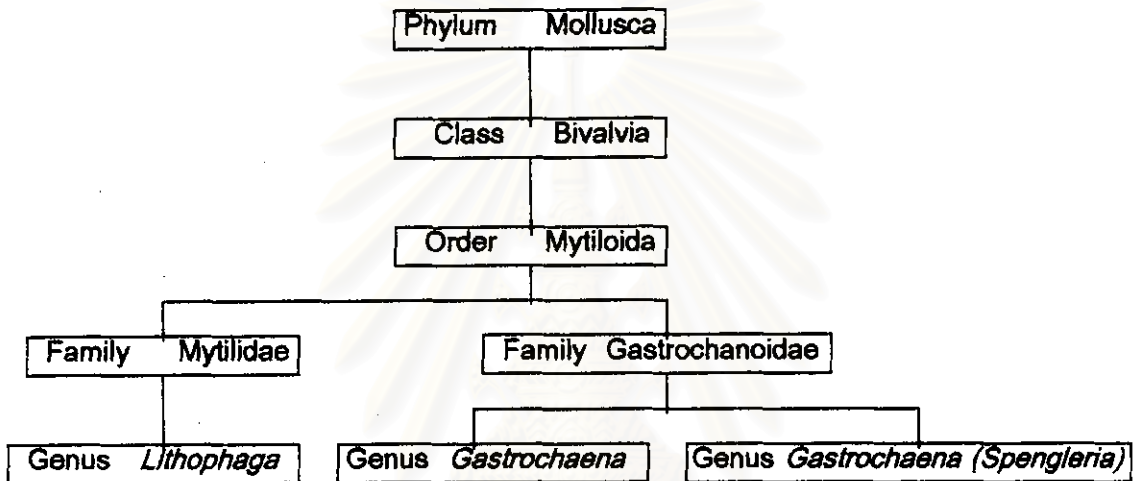 Phylum Mollusca
Class Bivalvia
Order Mytiloida
Family Mytilidae
Family Gastrochanoidae
Genus Lithophaga
Genus Gastrochaena
Genus Gastrochaena (Spengleria)